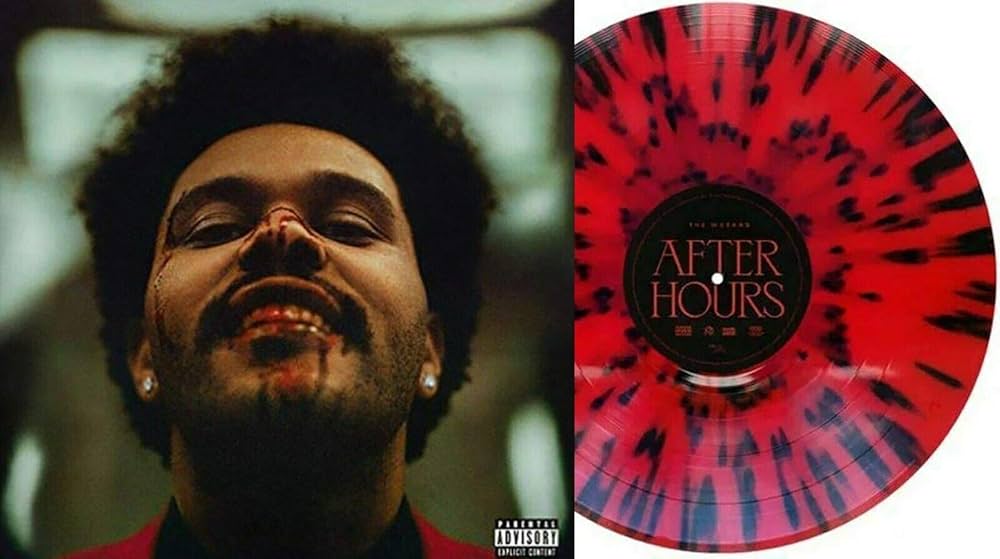 PARENTAL
ADVISORY
EXPLICIT CONTENT
THE WEEKND
AFTER
HOURS